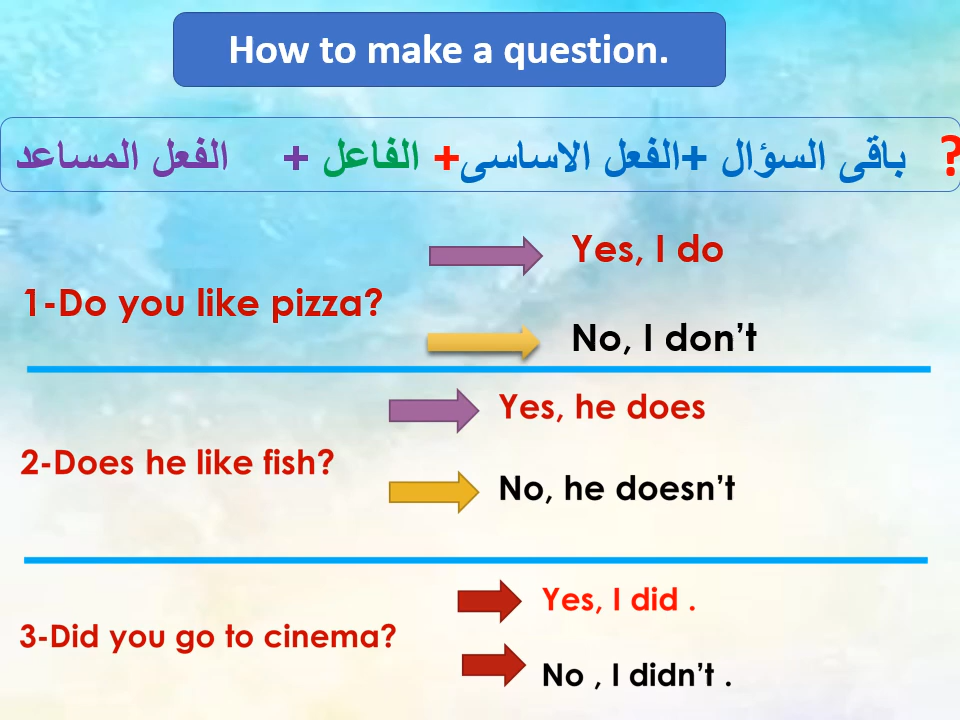 How to make a question.
الفعل المساعد + الفاعل +الفعل الاساسى+ باقى السؤال ?
Yes, I do
1-Do you like pizza?
No, I don’t
Yes, he does
2-Does he like fish?
No, he doesn’t
Yes, I did .
3-Did you go to cinema?
No , I didn’t .